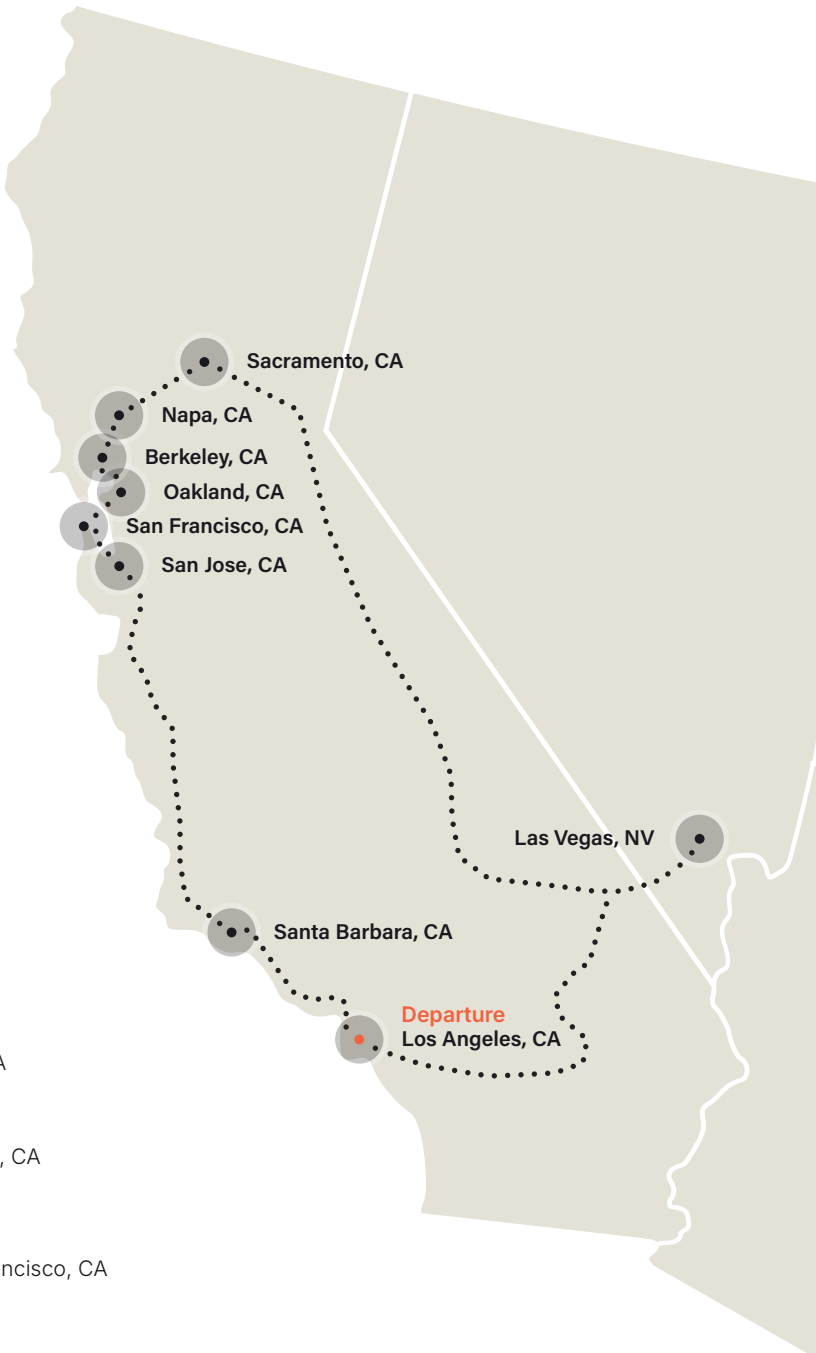 Sacramento, CA
Napa, CA
Berkeley, CA
Oakland, CA
San Francisco, CA
San Jose, CA
Las Vegas, NV
Santa Barbara, CA
Departure
Los Angeles, CA
, CA
ncisco, CA